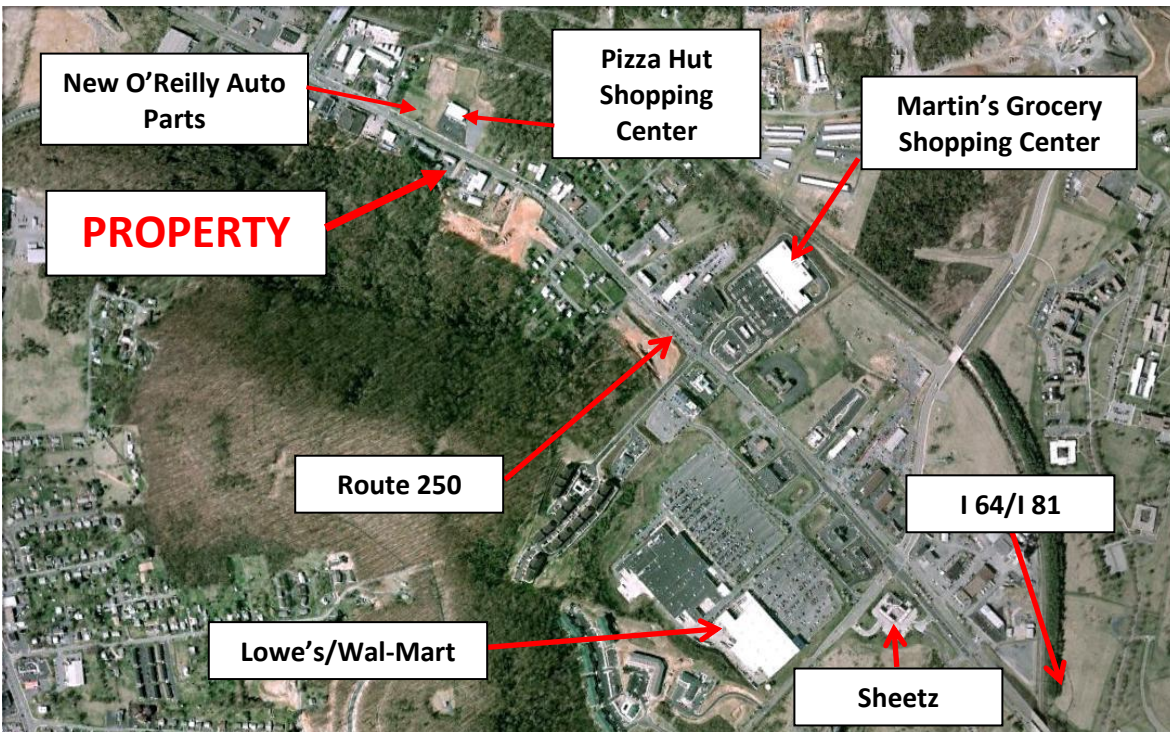 New O’Reilly Auto
Parts
Pizza Hut
Shopping
Center
Martin’s Grocery
Shopping Center
PROPERTY
Route 250
I 64/I 81
Lowe’s/Wal-Mart
Sheetz